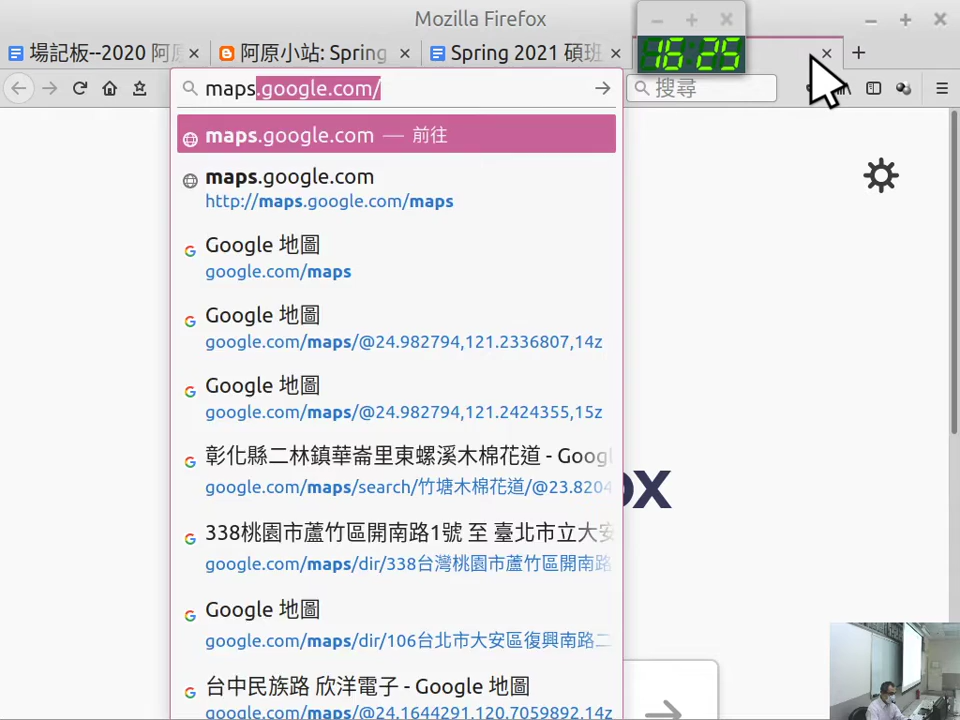 Mozilla Firefox
場記板--2020 阿原
阿原小站: Spring
Spring 2021 碩班
16:25
maps.google.com/
搜尋
maps.google.com — 前往
maps.google.com
http://maps.google.com/maps
Google 地圖
google.com/maps
Google 地圖
google.com/maps/@24.982794,121.2336807,14z
Google 地圖
google.com/maps/@24.982794,121.2424355,15z
彰化縣二林鎮華崙里東螺溪木棉花道 - Goog
google.com/maps/search/竹塘木棉花道/@23.8204
338桃園市蘆竹區開南路1號 至 臺北市立大安
google.com/maps/dir/338台灣桃園市蘆竹區開南路
Google 地圖
google.com/maps/dir/106台北市大安區復興南路二
台中民族路 欣洋電子 - Google 地圖
google.com/maps/@24.1644291,120.7059892,14z
ox